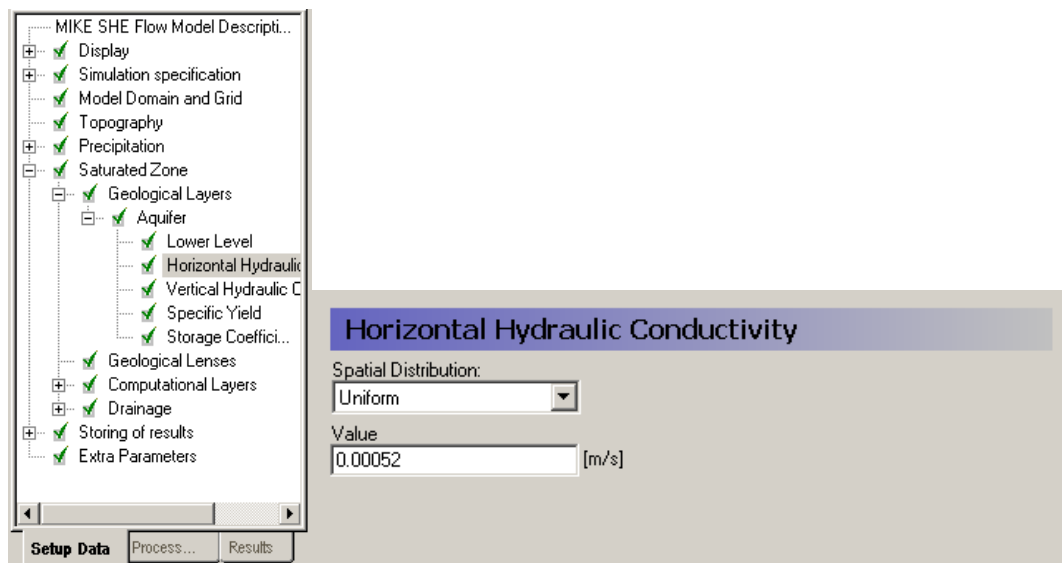 MIKE SHE Flow Model Descripti...
Display
Simulation specification
Model Domain and Grid
Topography
Precipitation
Saturated Zone
Geological Layers
Aquifer
Lower Level
Horizontal Hydraulic
Vertical Hydraulic C
Specific Yield
Storage Coeffici...
Geological Lenses
Computational Layers
Drainage
Storing of results
Extra Parameters
Setup Data Process... Results
Horizontal Hydraulic Conductivity
Spatial Distribution:
Uniform
Value
0.00052 [m/s]